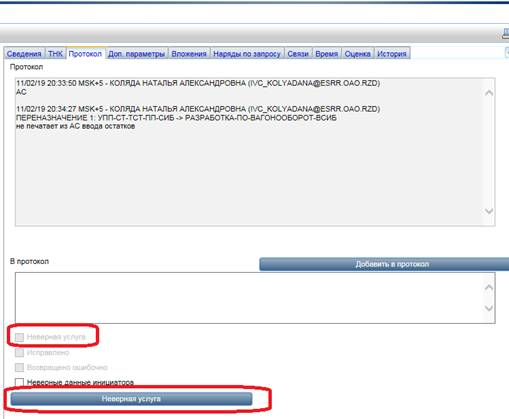 Сведения ТНК Протокол Доп. параметры Вложения Наряды по запросу Связи Время Оценка История
Протокол
11/02/19 20:33:50 MSK+5 - КОЛЯДА НАТАЛЬЯ АЛЕКСАНДРОВНА (IVC_KOLYADANA@ESRR.OAO.RZD)
АС
11/02/19 20:34:27 MSK+5 - КОЛЯДА НАТАЛЬЯ АЛЕКСАНДРОВНА (IVC_KOLYADANA@ESRR.OAO.RZD)
ПЕРЕНАЗНАЧЕНИЕ 1: УПП-СТ-ТСТ-ПП-СИБ -> РАЗРАБОТКА-ПО-ВАГОНООБОРОТ-ВСИБ
не печатает из АС ввода остатков
В протокол
Добавить в протокол
Неверная услуга
Исправлено
Возвращено ошибочно
Неверные данные инициатора
Неверная услуга